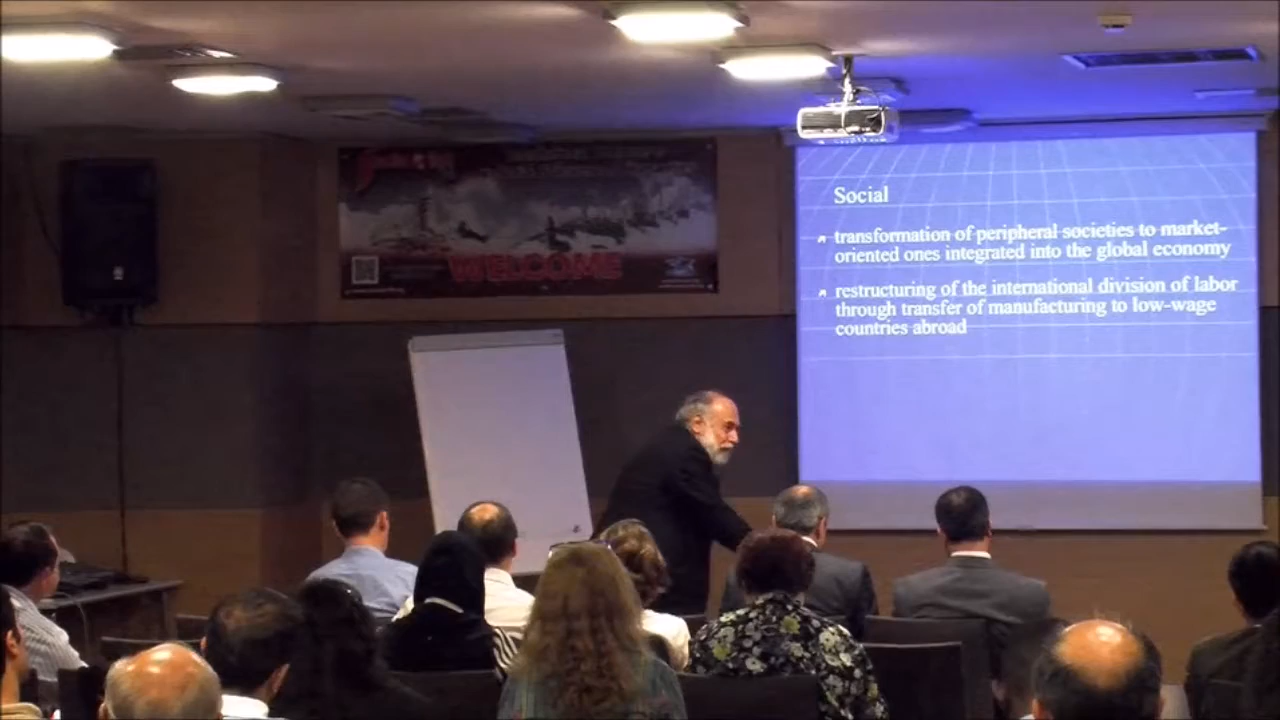 Social
transformation of peripheral societies to market-
oriented ones integrated into the global economy
restructuring of the international division of labor
through transfer of manufacturing to low-wage
countries abroad
WELCOME